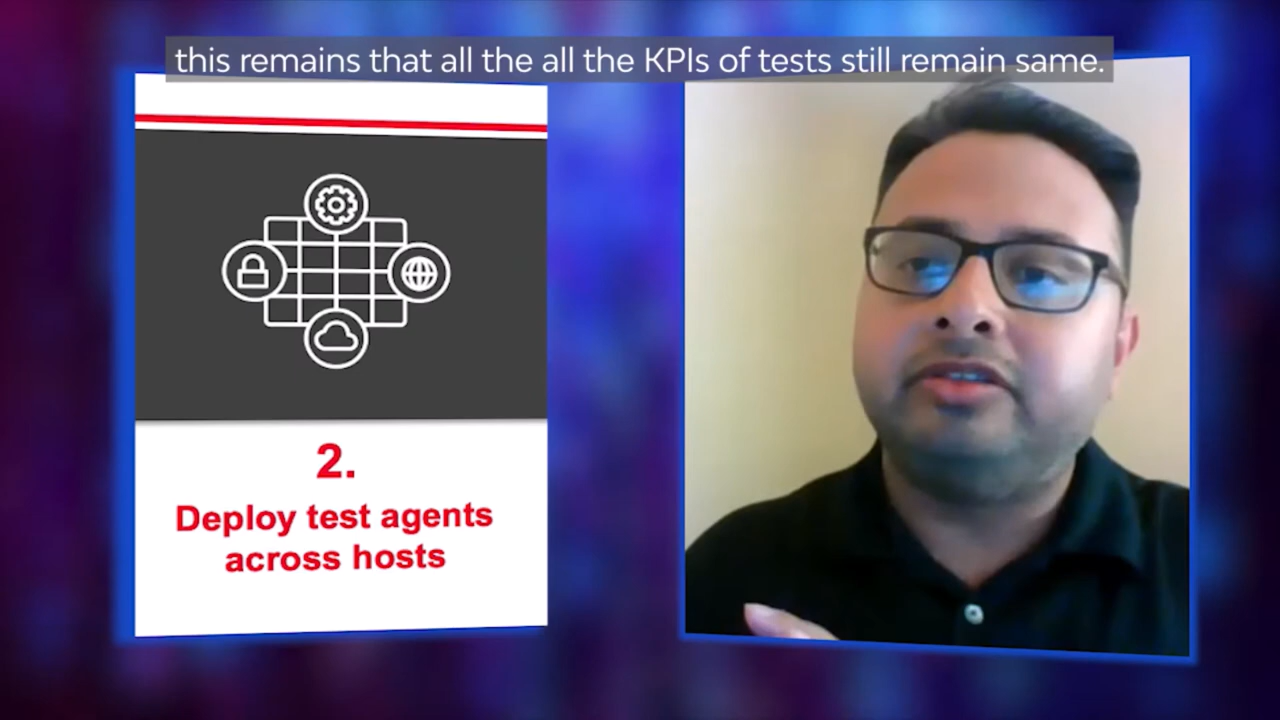 this remains that all the all the KPIs of tests still remain same.
2.
Deploy test agents
across hosts